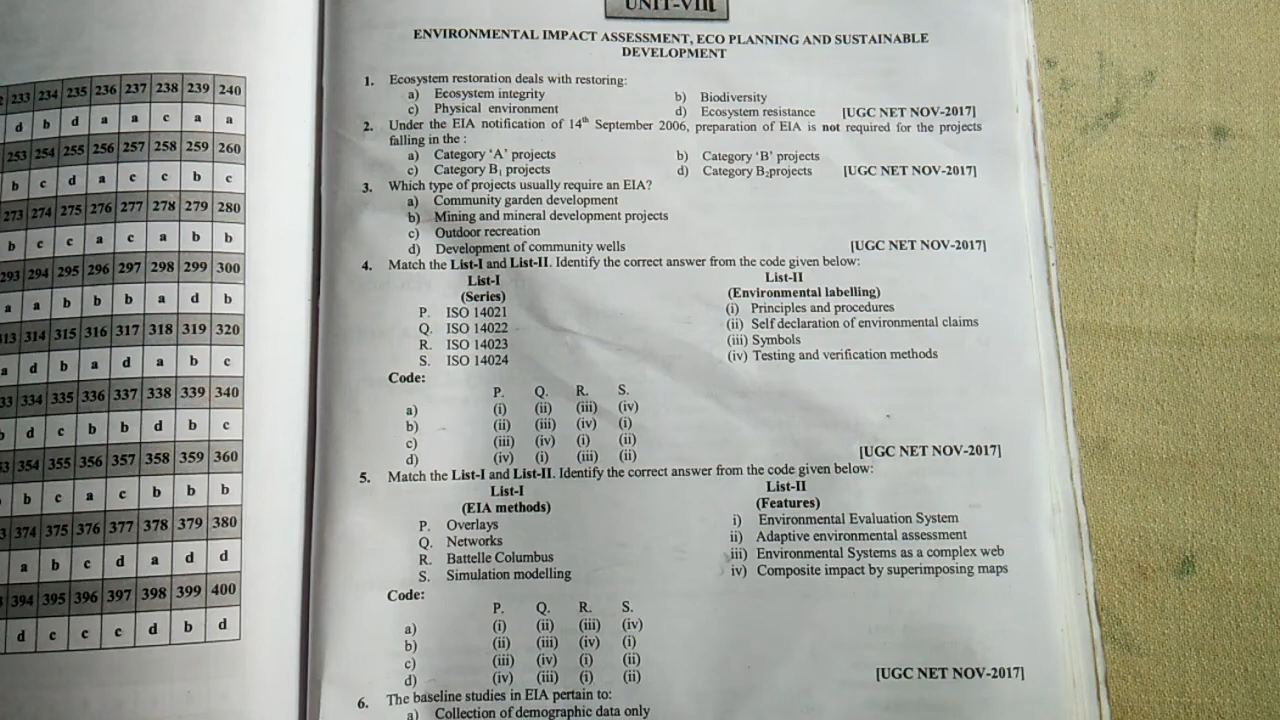 233 234 235 236 237 238 239 240
d b d a a c a a
253 254 255 256 257 258 259 260
b c d a c c b c
273 274 275 276 277 278 279 280
b c c a c a b b
293 294 295 296 297 298 299 300
a a b b b a d b
313 314 315 316 317 318 319 320
a d b a d a b c
33 334 335 336 337 338 339 340
d c b b d b c
3 354 355 356 357 358 359 360
b c a c b b b
3 374 375 376 377 378 379 380
a b c d a d d
394 395 396 397 398 399 400
d c c c d b d
UNIT-VIII
ENVIRONMENTAL IMPACT ASSESSMENT, ECO PLANNING AND SUSTAINABLE
DEVELOPMENT
1. Ecosystem restoration deals with restoring:
a) Ecosystem integrity b) Biodiversity
c) Physical environment d) Ecosystem resistance [UGC NET NOV-2017]
2. Under the EIA notification of 14th September 2006, preparation of EIA is not required for the projects
falling in the :
a) Category 'A' projects b) Category 'B' projects
c) Category B₁ projects d) Category B₂projects [UGC NET NOV-2017]
3. Which type of projects usually require an EIA?
a) Community garden development
b) Mining and mineral development projects
c) Outdoor recreation
d) Development of community wells [UGC NET NOV-2017]
4. Match the List-I and List-II. Identify the correct answer from the code given below:
List-I List-II
(Series) (Environmental labelling)
P. ISO 14021 (i) Principles and procedures
Q. ISO 14022 (ii) Self declaration of environmental claims
R. ISO 14023 (iii) Symbols
S. ISO 14024 (iv) Testing and verification methods
Code:
P. Q. R. S.
a) (i) (ii) (iii) (iv)
b) (ii) (iii) (iv) (i)
c) (iii) (iv) (i) (ii)
d) (iv) (i) (iii) (ii) [UGC NET NOV-2017]
5. Match the List-I and List-II. Identify the correct answer from the code given below:
List-I List-II
(EIA methods) (Features)
P. Overlays i) Environmental Evaluation System
Q. Networks ii) Adaptive environmental assessment
R. Battelle Columbus iii) Environmental Systems as a complex web
S. Simulation modelling iv) Composite impact by superimposing maps
Code:
P. Q. R. S.
a) (i) (ii) (iii) (iv)
b) (ii) (iii) (iv) (i)
c) (iii) (iv) (i) (ii)
d) (iv) (iii) (i) (ii) [UGC NET NOV-2017]
6. The baseline studies in EIA pertain to:
a) Collection of demographic data only